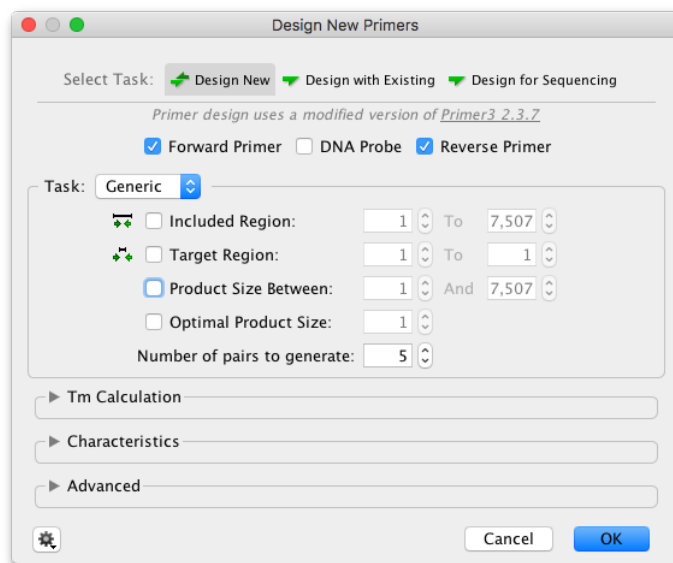 Design New Primers
Select Task: Design New Design with Existing Design for Sequencing
Primer design uses a modified version of Primer3 2.3.7
Forward Primer DNA Probe Reverse Primer
Task: Generic
Included Region: 1 To 7,507
Target Region: 1 To 1
Product Size Between: 1 And 7,507
Optimal Product Size: 1
Number of pairs to generate: 5
Tm Calculation
Characteristics
Advanced
Cancel OK